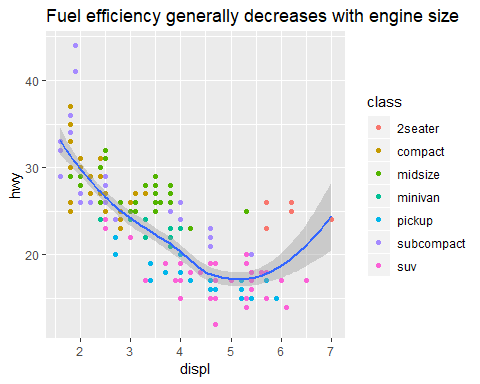 Fuel efficiency generally decreases with engine size
hwy
40
30
20
2
3
4
5
6
7
displ
class
2seater
compact
midsize
minivan
pickup
subcompact
suv